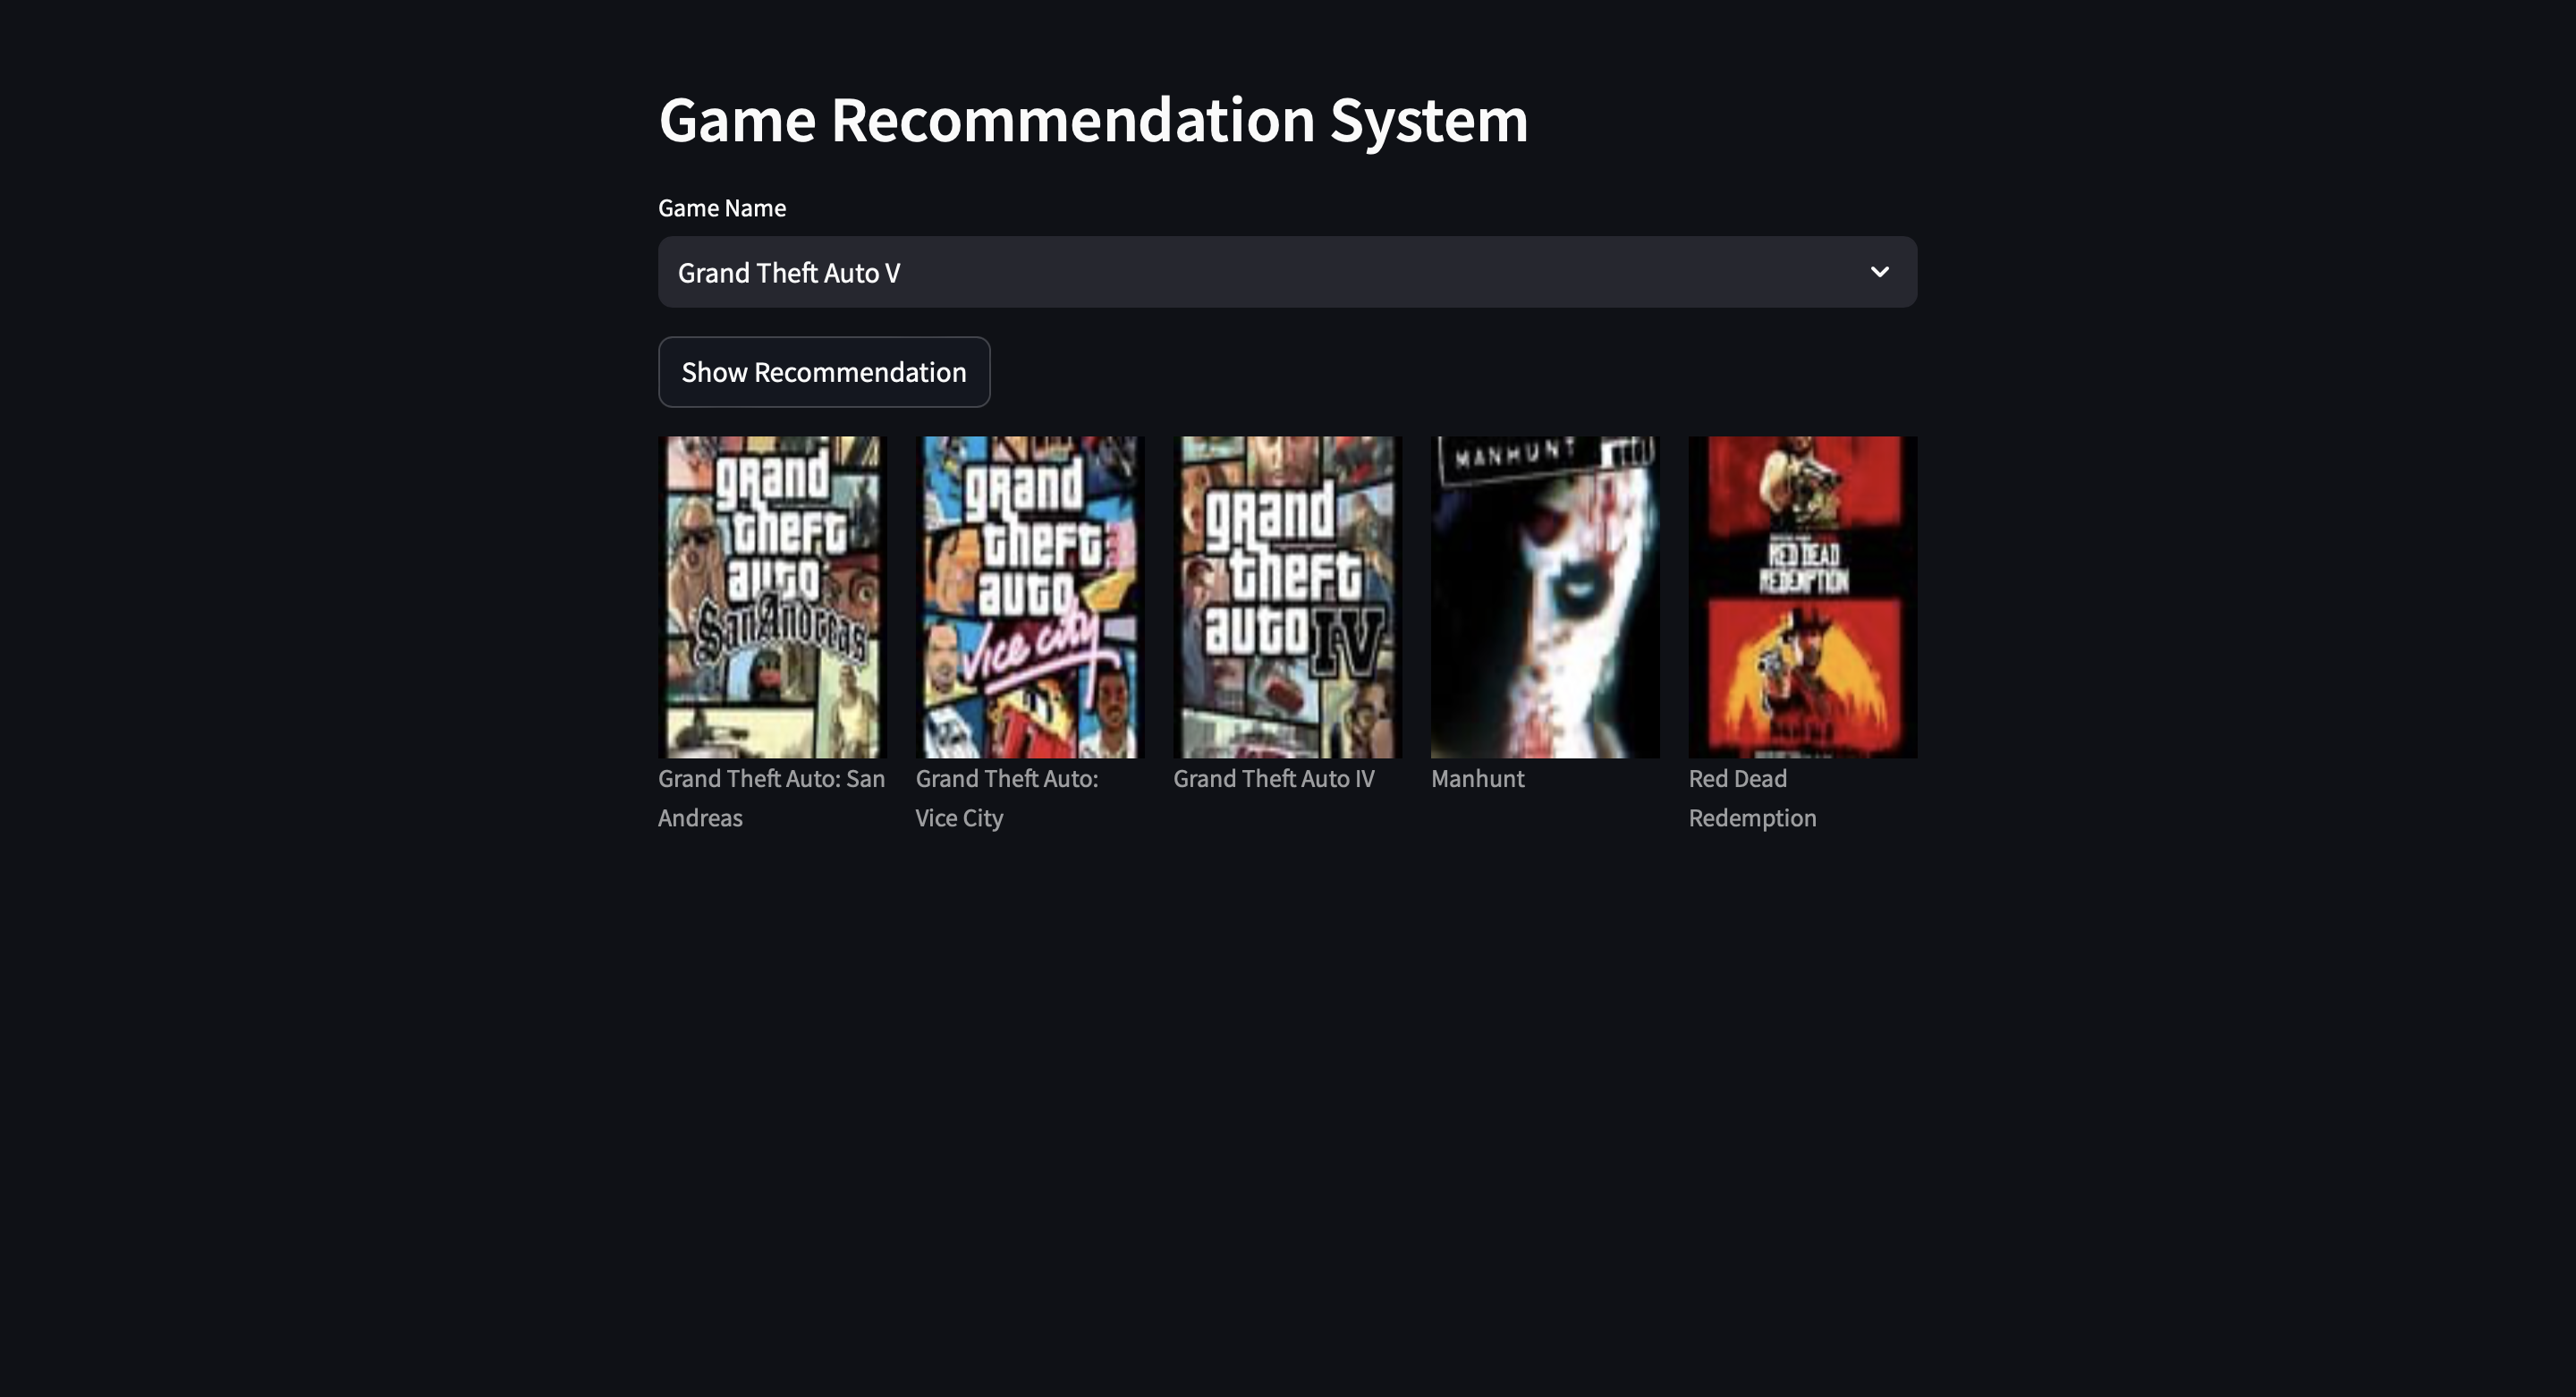 Game Recommendation System
Game Name
Grand Theft Auto V
Show Recommendation
grand
theft
auto
San Andreas
grand
theft
auto
Vice City
grand
theft
auto IV
MANHUNT
RED DEAD
REDEMPTION
Grand Theft Auto: San
Andreas
Grand Theft Auto:
Vice City
Grand Theft Auto IV
Manhunt
Red Dead
Redemption